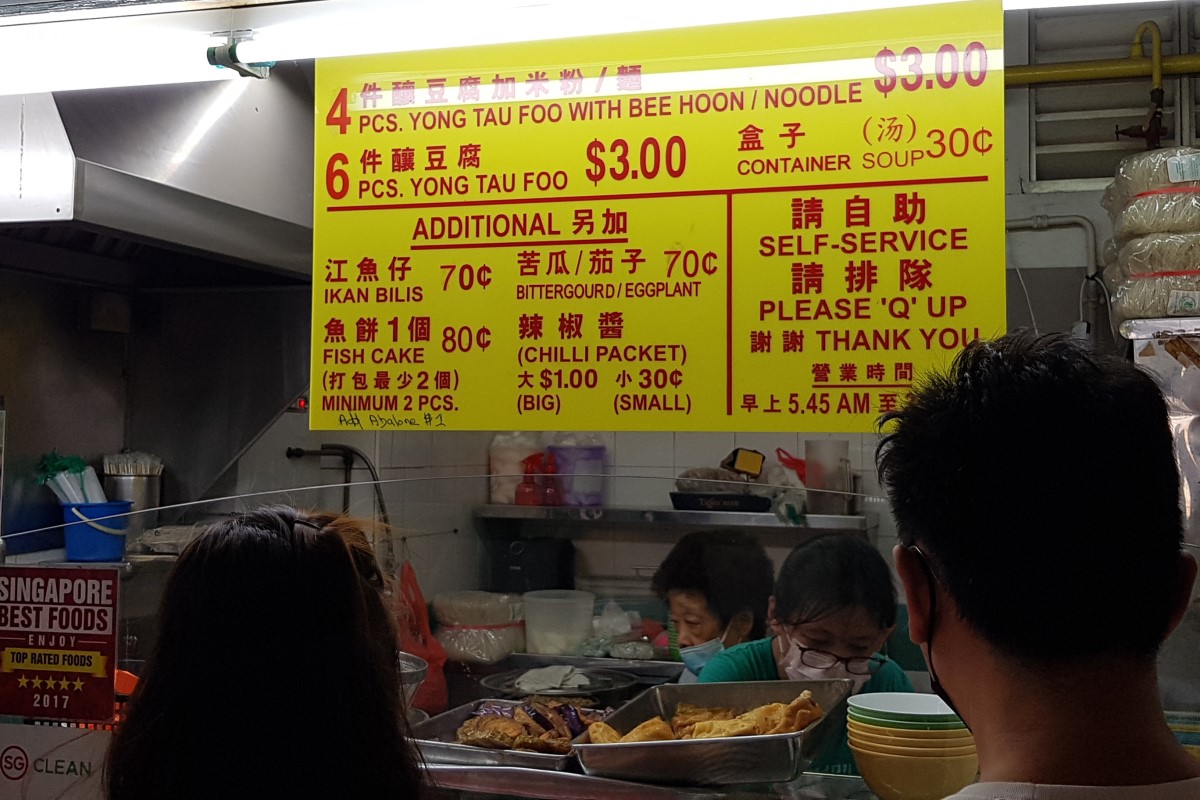 4 件釀豆腐加米粉/麵 $3.00
PCS. YONG TAU FOO WITH BEE HOON / NOODLE
6 件釀豆腐 $3.00
PCS. YONG TAU FOO
盒子 (汤) 30¢
CONTAINER SOUP
ADDITIONAL 另加
江魚仔 70¢
IKAN BILIS
苦瓜/茄子 70¢
BITTERGOURD / EGGPLANT
魚餅1個 80¢
FISH CAKE
(打包最少2個)
MINIMUM 2 PCS.
辣椒醬
(CHILLI PACKET)
大 $1.00 小 30¢
(BIG) (SMALL)
請自助
SELF-SERVICE
請排隊
PLEASE 'Q' UP
謝謝 THANK YOU
營業時間
早上 5.45 AM 至
Add Abalone $1
SINGAPORE
BEST FOODS
ENJOY
TOP RATED FOODS
2017
SG CLEAN